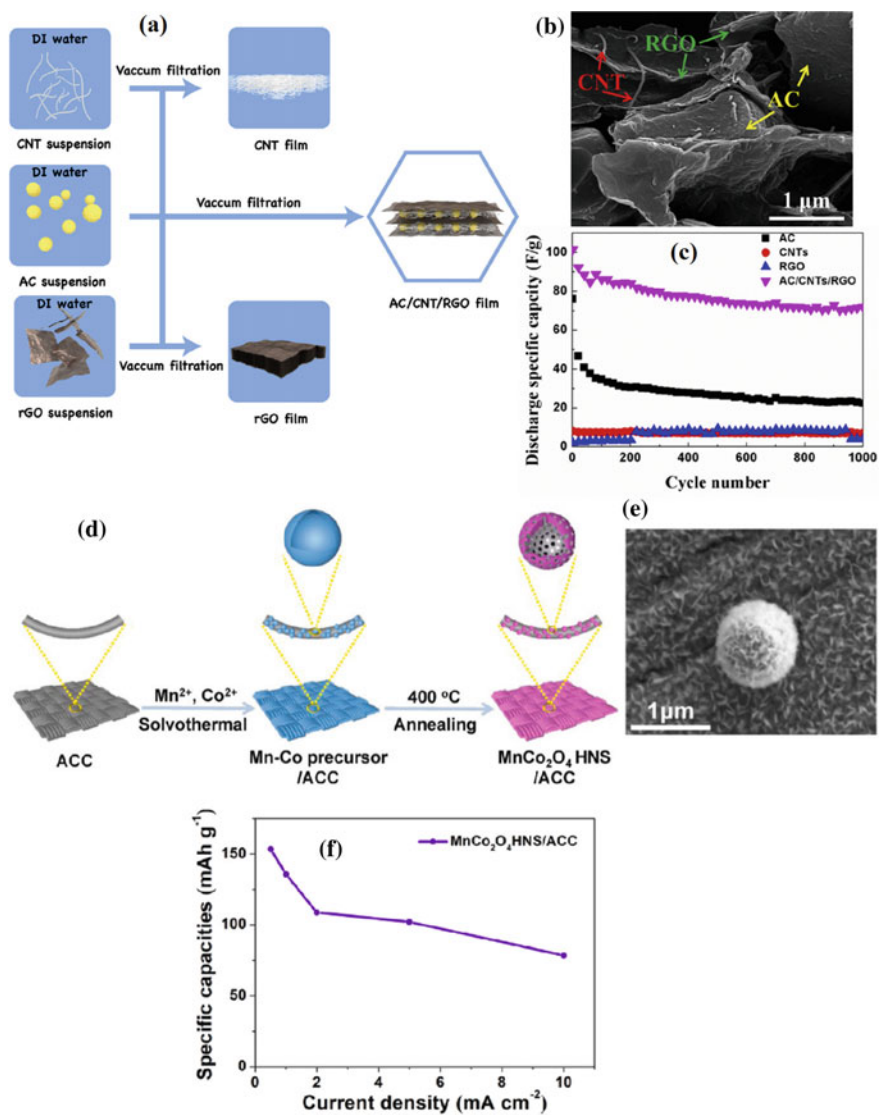 (a)
DI water
CNT suspension
Vaccum filtration
CNT film
DI water
AC suspension
Vaccum filtration
AC/CNT/RGO film
DI water
rGO suspension
Vaccum filtration
rGO film
(b)
RGO
CNT
AC
1 μm
(c)
AC
CNTs
RGO
AC/CNTs/RGO
Discharge specific capcity (F/g)
100
80
60
40
20
0
0
200
400
600
800
1000
Cycle number
(d)
ACC
Mn²⁺, Co²⁺
Solvothermal
Mn-Co precursor
/ACC
400 °C
Annealing
MnCo₂O₄ HNS
/ACC
(e)
1μm
(f)
MnCo₂O₄HNS/ACC
Specific capacities (mAh g⁻¹)
150
100
75
50
0
0
2
4
6
8
10
Current density (mA cm⁻²)